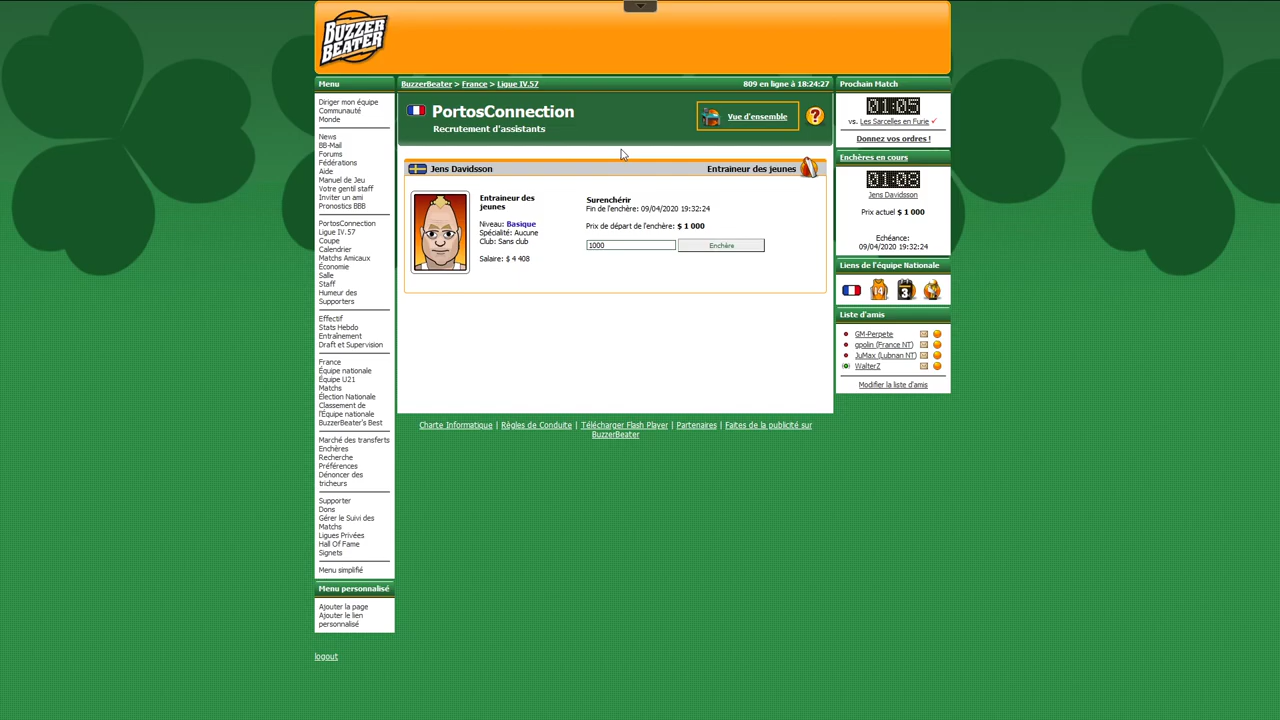 BUZZER
BEATER
Menu
Diriger mon équipe
Communauté
Monde
News
BB-Mail
Forums
Fédérations
Aide
Manuel de Jeu
Votre gentil staff
Inviter un ami
Pronostics BBB
PortosConnection
Ligue IV.57
Coupe
Calendrier
Matchs Amicaux
Économie
Salle
Staff
Humeur des
Supporters
Effectif
Stats Hebdo
Entraînement
Draft et Supervision
France
Équipe nationale
Équipe U21
Matchs
Élection Nationale
Classement de
l'Équipe nationale
BuzzerBeater's Best
Marché des transferts
Enchères
Recherche
Préférences
Dénoncer des
tricheurs
Supporter
Dons
Gérer le Suivi des
Matchs
Ligues Privées
Hall Of Fame
Signets
Menu simplifié
Menu personnalisé
Ajouter la page
Ajouter le lien
personnalisé
logout
BuzzerBeater > France > Ligue IV.57 809 en ligne à 18:24:27
PortosConnection
Recrutement d'assistants
Vue d'ensemble
?
Jens Davidsson Entraineur des jeunes
Entraineur des
jeunes
Niveau: Basique
Spécialité: Aucune
Club: Sans club
Salaire: $ 4 408
Surenchérir
Fin de l'enchère: 09/04/2020 19:32:24
Prix de départ de l'enchère: $ 1 000
1000 Enchère
Charte Informatique | Règles de Conduite | Télécharger Flash Player | Partenaires | Faites de la publicité sur
BuzzerBeater
Prochain Match
01:05
vs. Les Sarcelles en Furie ✓
Donnez vos ordres !
Enchères en cours
01:08
Jens Davidsson
Prix actuel $ 1 000
Echéance:
09/04/2020 19:32:24
Liens de l'équipe Nationale
14
3
Liste d'amis
GM-Perpete
gpolin (France NT)
JuMax (Lubnan NT)
WalterZ
Modifier la liste d'amis